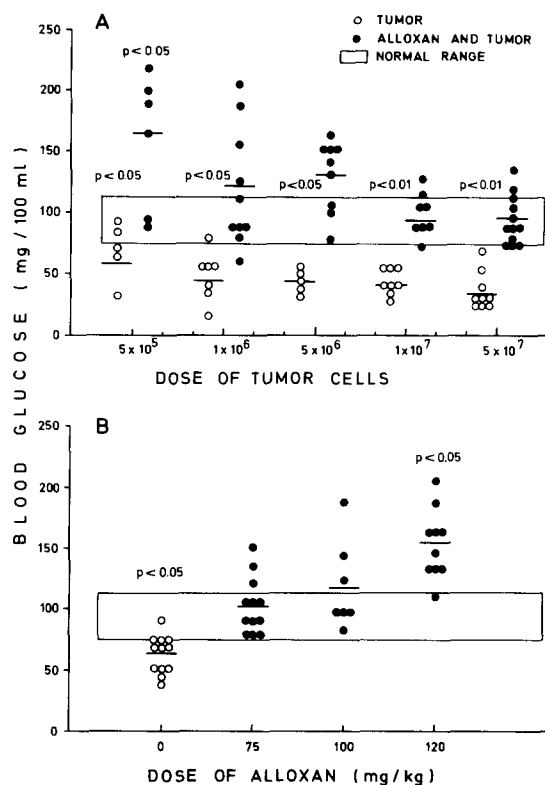 A
○ TUMOR
● ALLOXAN AND TUMOR
NORMAL RANGE
250
200
150
100
50
0
p < 0.05
p < 0.05
p < 0.05
p < 0.05
p < 0.01
p < 0.01
5 x 10⁵
1 x 10⁶
5 x 10⁶
1 x 10⁷
5 x 10⁷
DOSE OF TUMOR CELLS
BLOOD GLUCOSE ( mg / 100 ml )
B
250
200
150
100
50
0
p < 0.05
p < 0.05
0
75
100
120
DOSE OF ALLOXAN ( mg / kg )